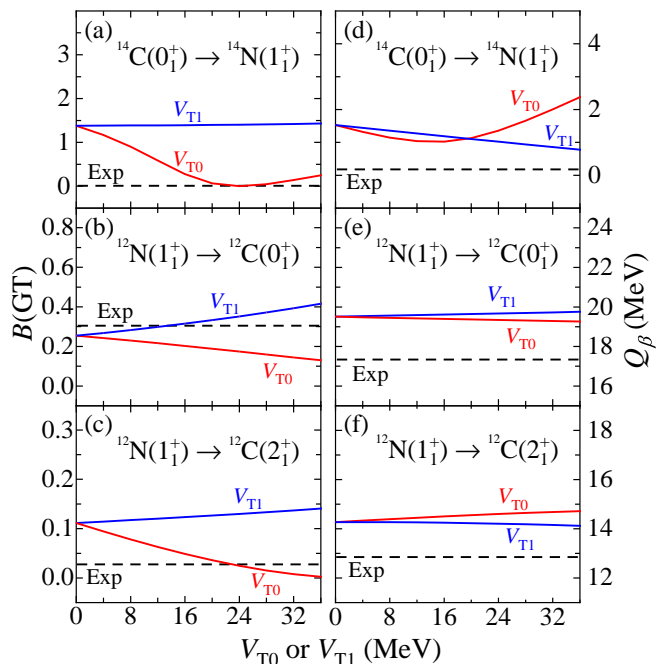 (a) ¹⁴C(0₁⁺) → ¹⁴N(1₁⁺)
3
2
1
0
V_T1
V_T0
Exp
(b) ¹²N(1₁⁺) → ¹²C(0₁⁺)
0.8
0.6
0.4
0.2
0.0
Exp
V_T1
V_T0
B(GT)
(c) ¹²N(1₁⁺) → ¹²C(2₁⁺)
0.3
0.2
0.1
0.0
V_T1
Exp
V_T0
0 8 16 24 32
(d) ¹⁴C(0₁⁺) → ¹⁴N(1₁⁺)
4
2
0
V_T0
V_T1
Exp
(e) ¹²N(1₁⁺) → ¹²C(0₁⁺)
24
22
20
18
16
V_T1
V_T0
Exp
Q_β (MeV)
(f) ¹²N(1₁⁺) → ¹²C(2₁⁺)
18
16
14
12
V_T0
V_T1
Exp
0 8 16 24 32
V_T0 or V_T1 (MeV)